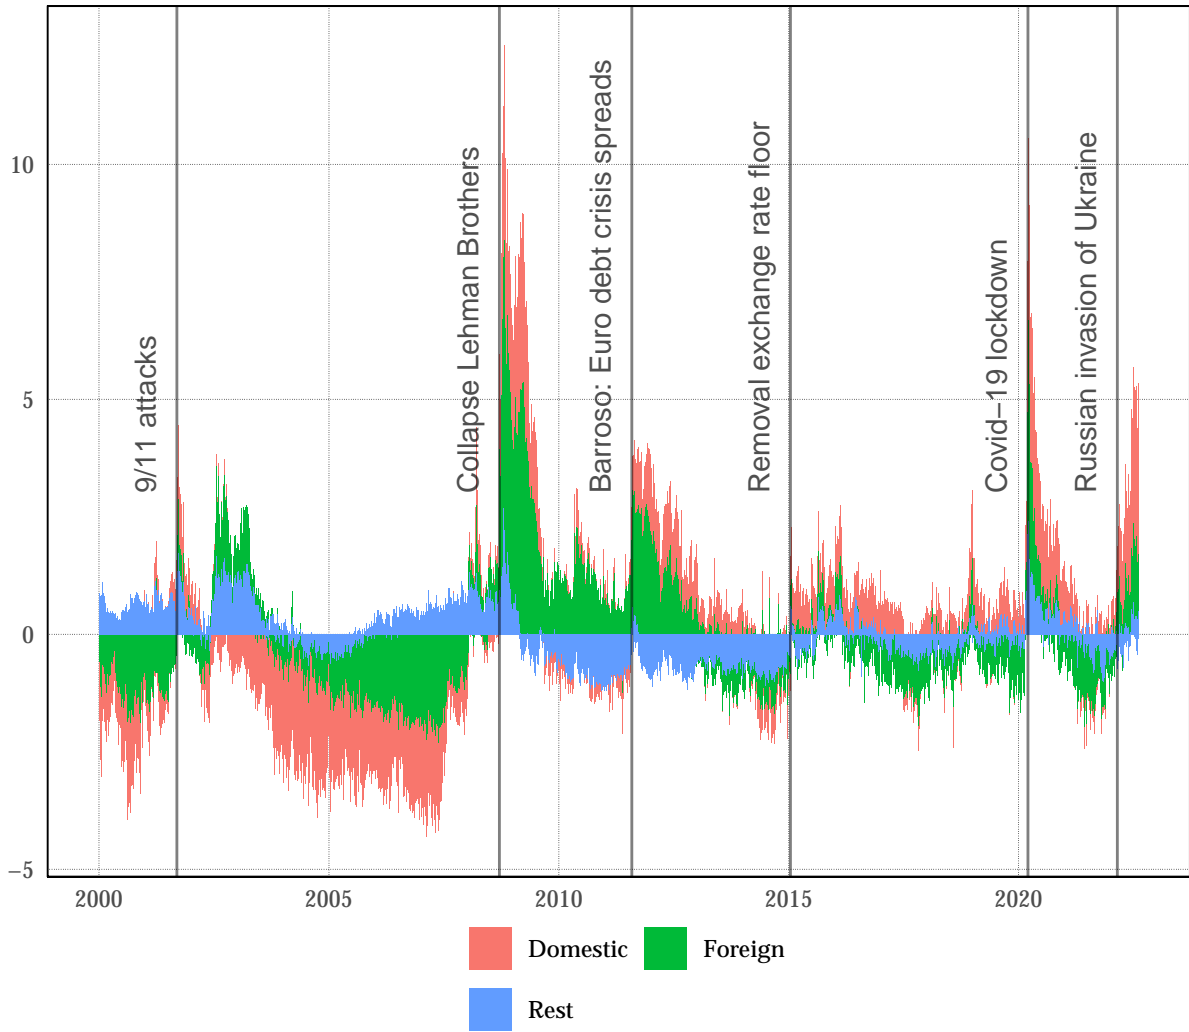 10
5
0
−5
9/11 attacks
Collapse Lehman Brothers
Barroso: Euro debt crisis spreads
Removal exchange rate floor
Covid−19 lockdown
Russian invasion of Ukraine
2000 2005 2010 2015 2020
Domestic Foreign
Rest